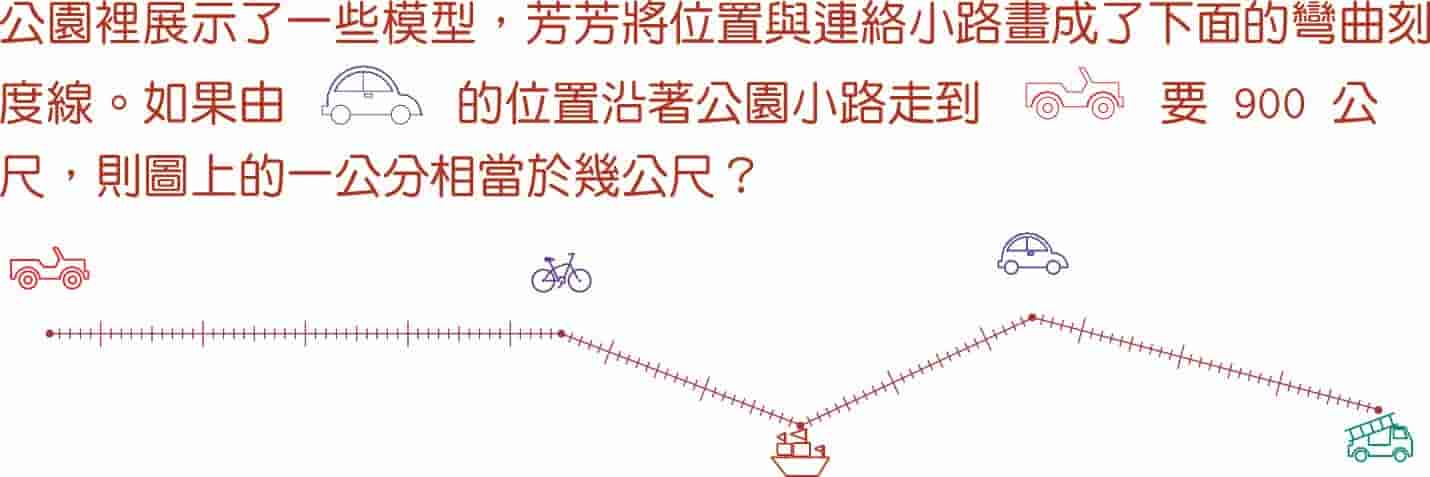 公園裡展示了一些模型，芳芳將位置與連絡小路畫成了下面的彎曲刻
度線。如果由 的位置沿著公園小路走到 要 900 公
尺，則圖上的一公分相當於幾公尺？